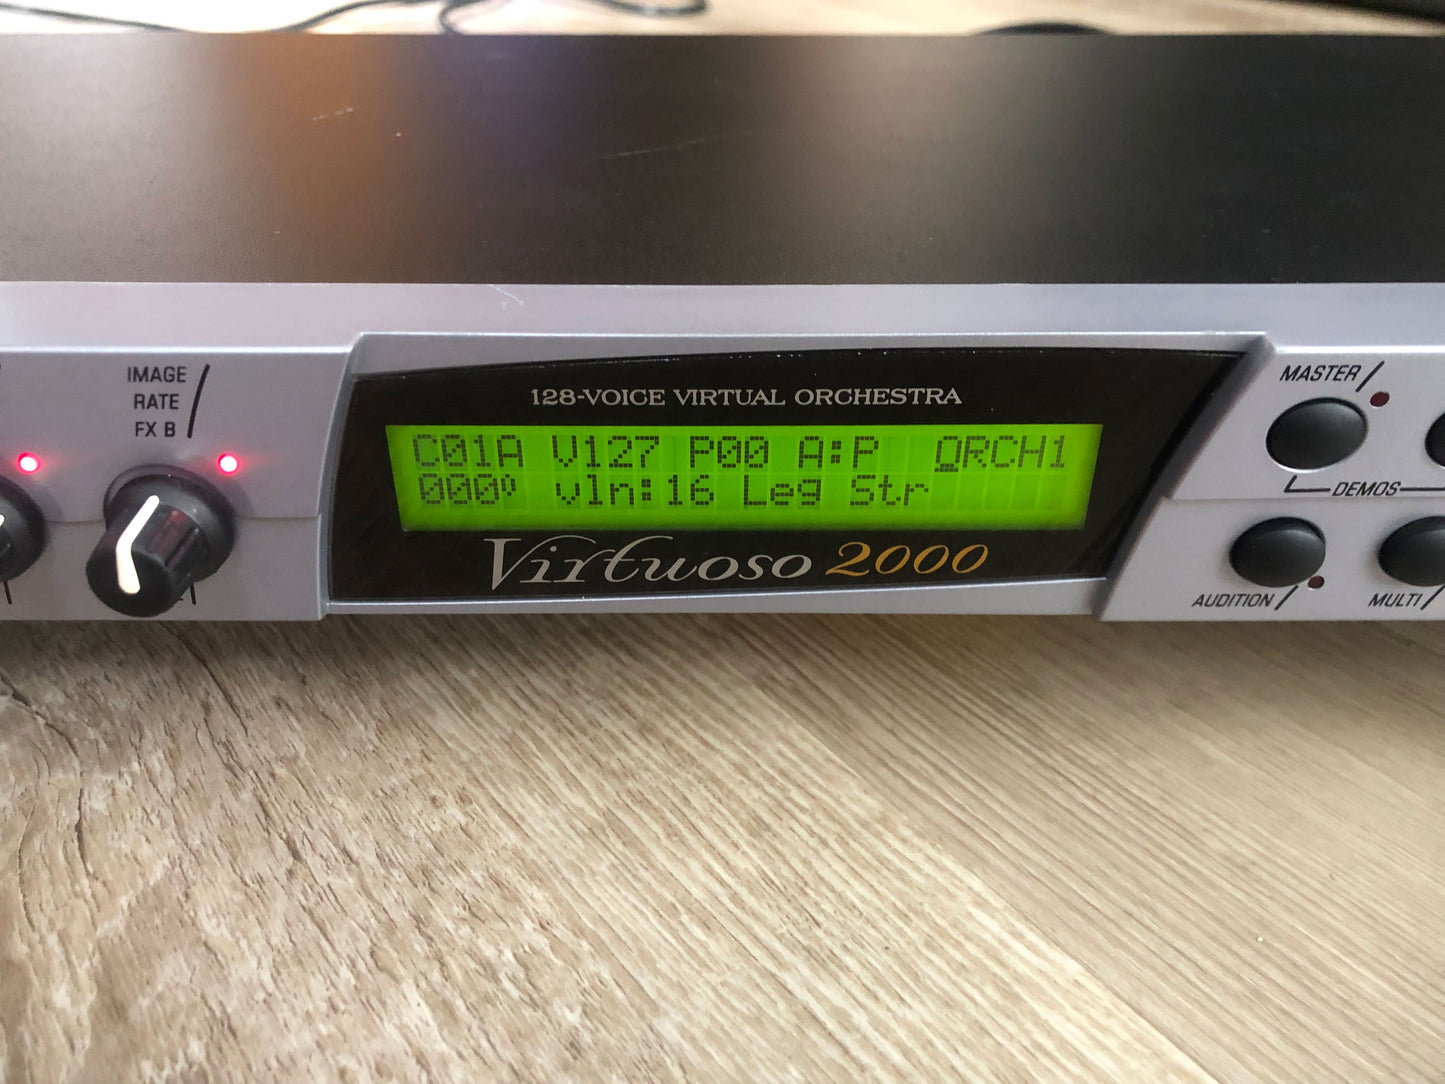 IMAGE
RATE
FX B
128-VOICE VIRTUAL ORCHESTRA
C01A V127 P00 A:P ORCH1
000⁰ vln:16 Leg Str
Virtuoso 2000
MASTER
DEMOS
AUDITION
MULTI